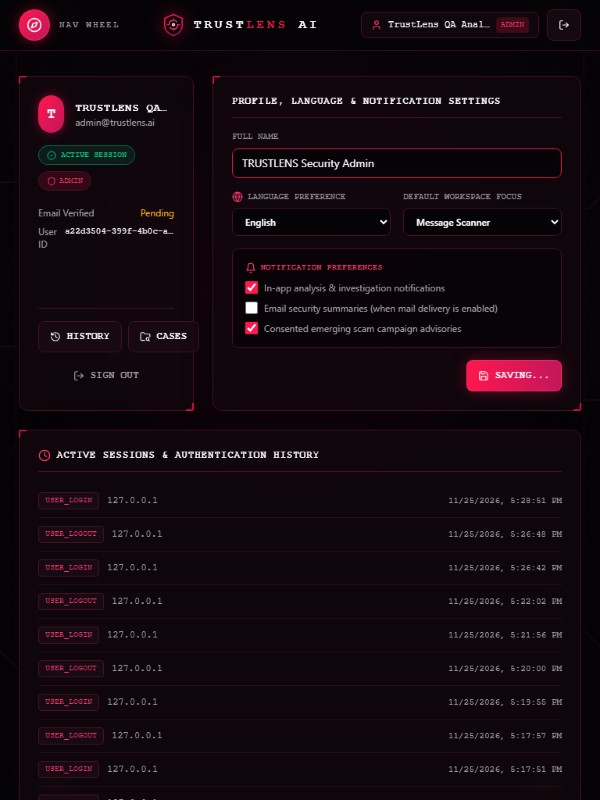 NAV WHEEL
TRUSTLENS AI
TrustLens QA Anal… ADMIN
T
TRUSTLENS QA…
admin@trustlens.ai
ACTIVE SESSION
ADMIN
Email Verified Pending
User ID a22d3504-399f-4b0c-a…
HISTORY
CASES
SIGN OUT
PROFILE, LANGUAGE & NOTIFICATION SETTINGS
FULL NAME
TRUSTLENS Security Admin
LANGUAGE PREFERENCE
English
DEFAULT WORKSPACE FOCUS
Message Scanner
NOTIFICATION PREFERENCES
In-app analysis & investigation notifications
Email security summaries (when mail delivery is enabled)
Consented emerging scam campaign advisories
SAVING...
ACTIVE SESSIONS & AUTHENTICATION HISTORY
USER_LOGIN 127.0.0.1 11/25/2026, 5:28:51 PM
USER_LOGOUT 127.0.0.1 11/25/2026, 5:26:48 PM
USER_LOGIN 127.0.0.1 11/25/2026, 5:26:42 PM
USER_LOGOUT 127.0.0.1 11/25/2026, 5:22:02 PM
USER_LOGIN 127.0.0.1 11/25/2026, 5:21:56 PM
USER_LOGOUT 127.0.0.1 11/25/2026, 5:20:00 PM
USER_LOGIN 127.0.0.1 11/25/2026, 5:19:55 PM
USER_LOGOUT 127.0.0.1 11/25/2026, 5:17:57 PM
USER_LOGIN 127.0.0.1 11/25/2026, 5:17:51 PM